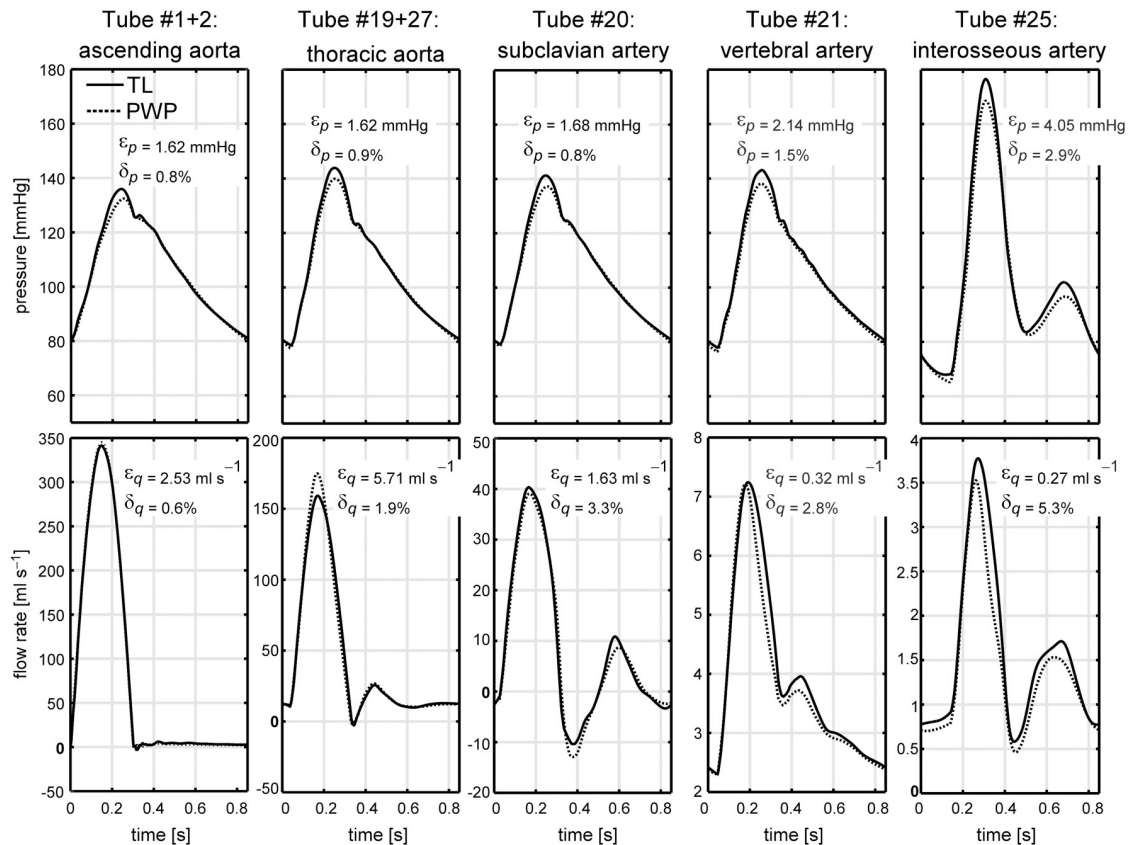 Tube #1+2:
ascending aorta
Tube #19+27:
thoracic aorta
Tube #20:
subclavian artery
Tube #21:
vertebral artery
Tube #25:
interosseous artery
pressure [mmHg]
180
160
140
120
100
80
60
TL
PWP
εp = 1.62 mmHg
δp = 0.8%
εp = 1.62 mmHg
δp = 0.9%
εp = 1.68 mmHg
δp = 0.8%
εp = 2.14 mmHg
δp = 1.5%
εp = 4.05 mmHg
δp = 2.9%
flow rate [ml s−1]
350
300
250
200
150
100
50
0
-50
εq = 2.53 ml s−1
δq = 0.6%
0 0.2 0.4 0.6 0.8
time [s]
200
150
100
50
0
-50
εq = 5.71 ml s−1
δq = 1.9%
0 0.2 0.4 0.6 0.8
time [s]
50
40
30
20
10
0
-10
-20
εq = 1.63 ml s−1
δq = 3.3%
0 0.2 0.4 0.6 0.8
time [s]
8
7
6
5
4
3
2
εq = 0.32 ml s−1
δq = 2.8%
0 0.2 0.4 0.6 0.8
time [s]
4
3.5
3
2.5
2
1.5
1
0.5
0
εq = 0.27 ml s−1
δq = 5.3%
0 0.2 0.4 0.6 0.8
time [s]